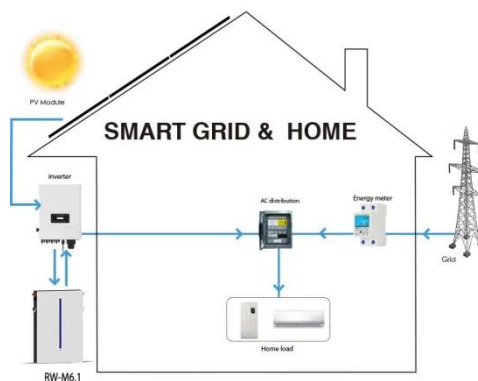 PV Module
SMART GRID & HOME
inverter
AC distribution
Energy meter
Grid
Home load
RW-M6.1